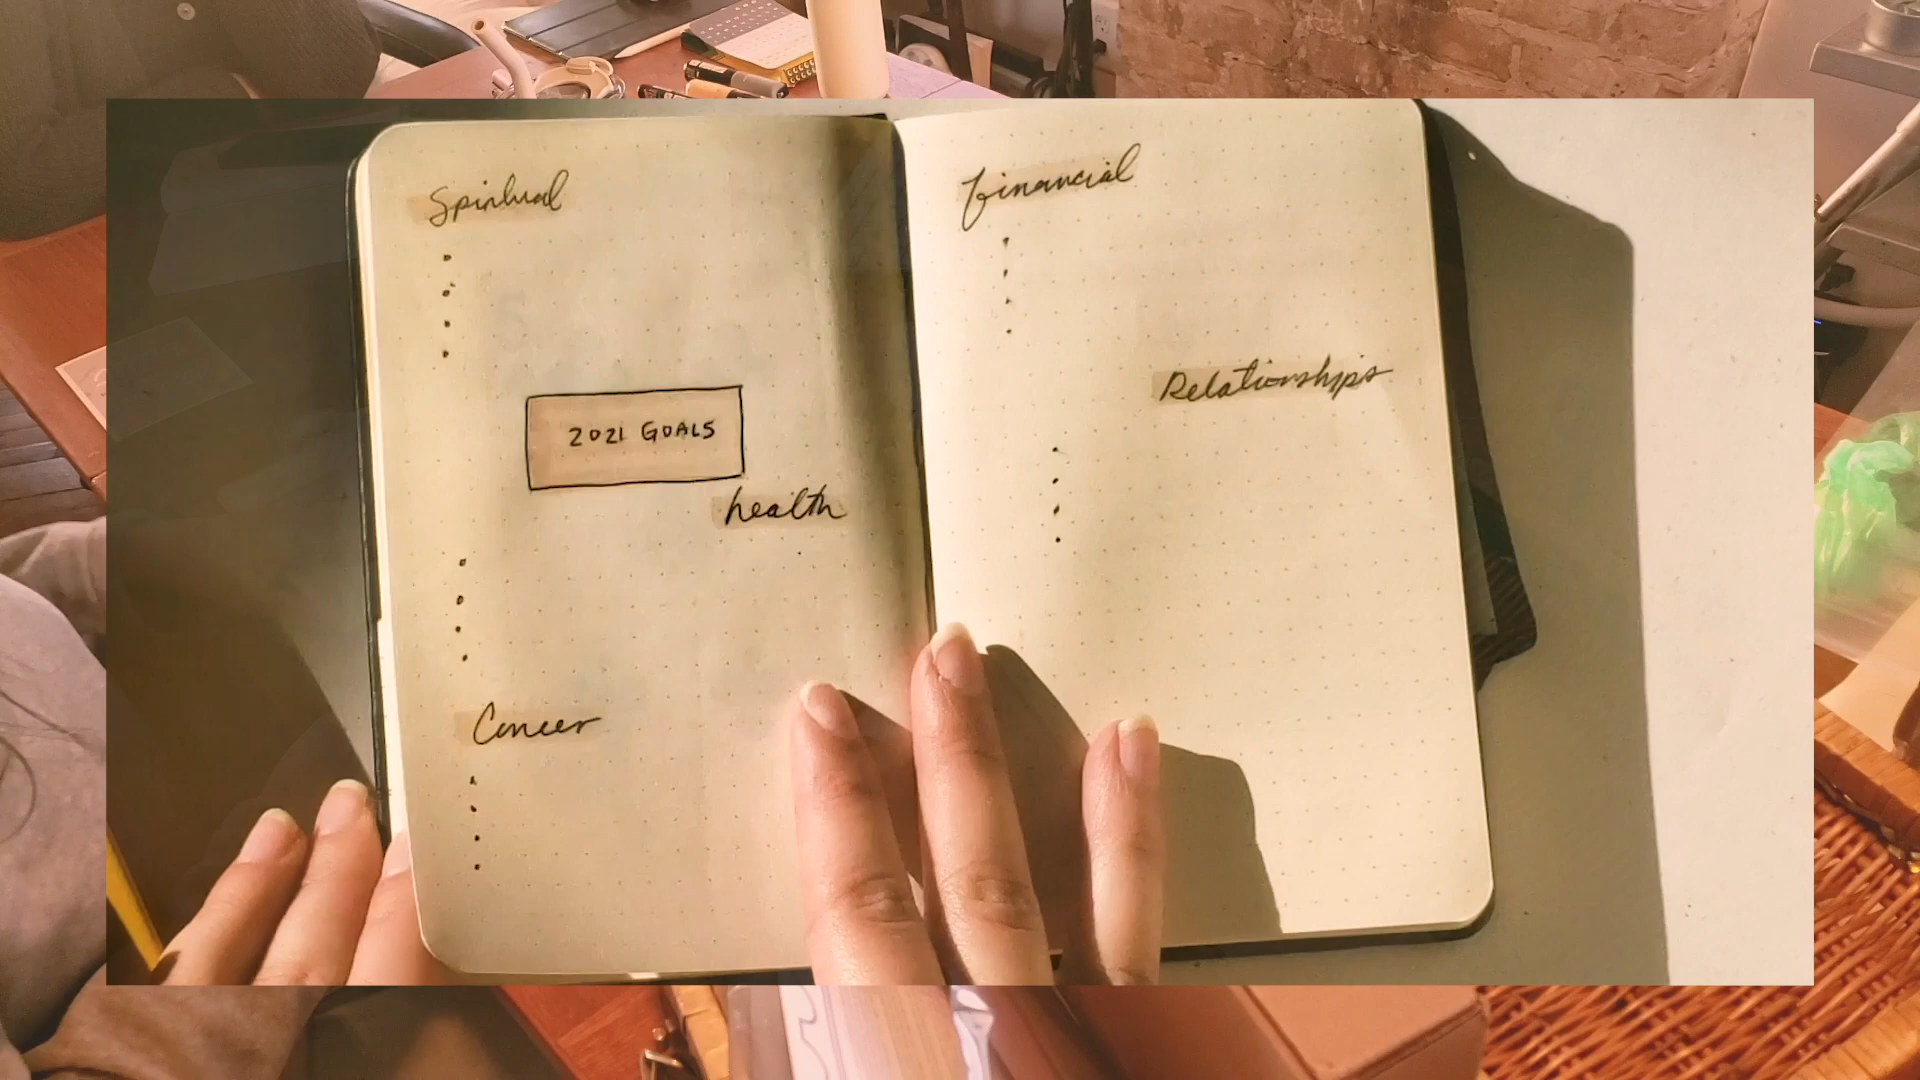 Spiritual
2021 GOALS
health
Career
Financial
Relationships